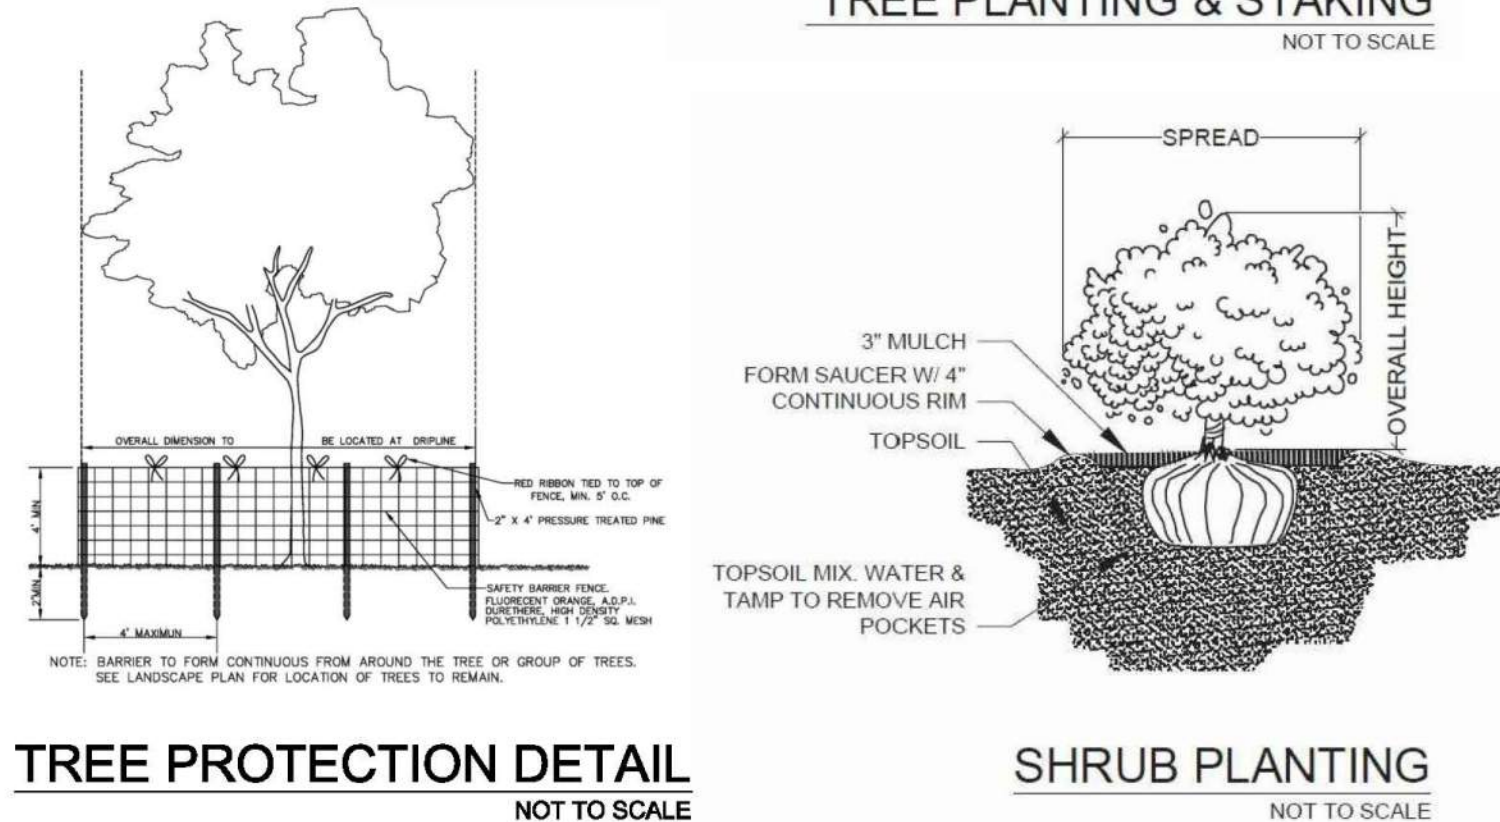 TREE PLANTING & STAKING
NOT TO SCALE
OVERALL DIMENSION TO BE LOCATED AT DRIPLINE
RED RIBBON TIED TO TOP OF
FENCE, MIN. 5' O.C.
2" X 4' PRESSURE TREATED PINE
4' MIN
2'MIN
SAFETY BARRIER FENCE.
FLUORECENT ORANGE, A.D.P.I.
DURETHERE, HIGH DENSITY
POLYETHYLENE 1 1/2" SQ. MESH
4' MAXIMUN
NOTE: BARRIER TO FORM CONTINUOUS FROM AROUND THE TREE OR GROUP OF TREES.
SEE LANDSCAPE PLAN FOR LOCATION OF TREES TO REMAIN.
TREE PROTECTION DETAIL
NOT TO SCALE
SPREAD
OVERALL HEIGHT
3" MULCH
FORM SAUCER W/ 4"
CONTINUOUS RIM
TOPSOIL
TOPSOIL MIX. WATER &
TAMP TO REMOVE AIR
POCKETS
SHRUB PLANTING
NOT TO SCALE